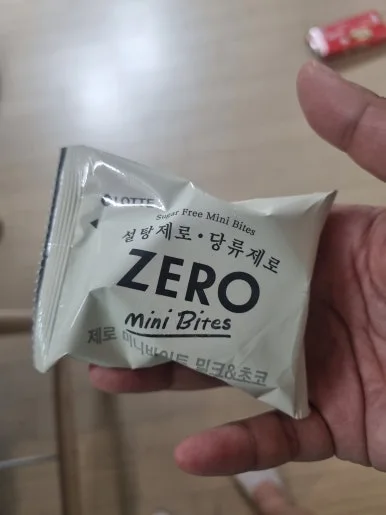 LOTTE
Sugar Free Mini Bites
설탕제로·당류제로
ZERO
Mini Bites
제로 미니바이트 밀크&초코